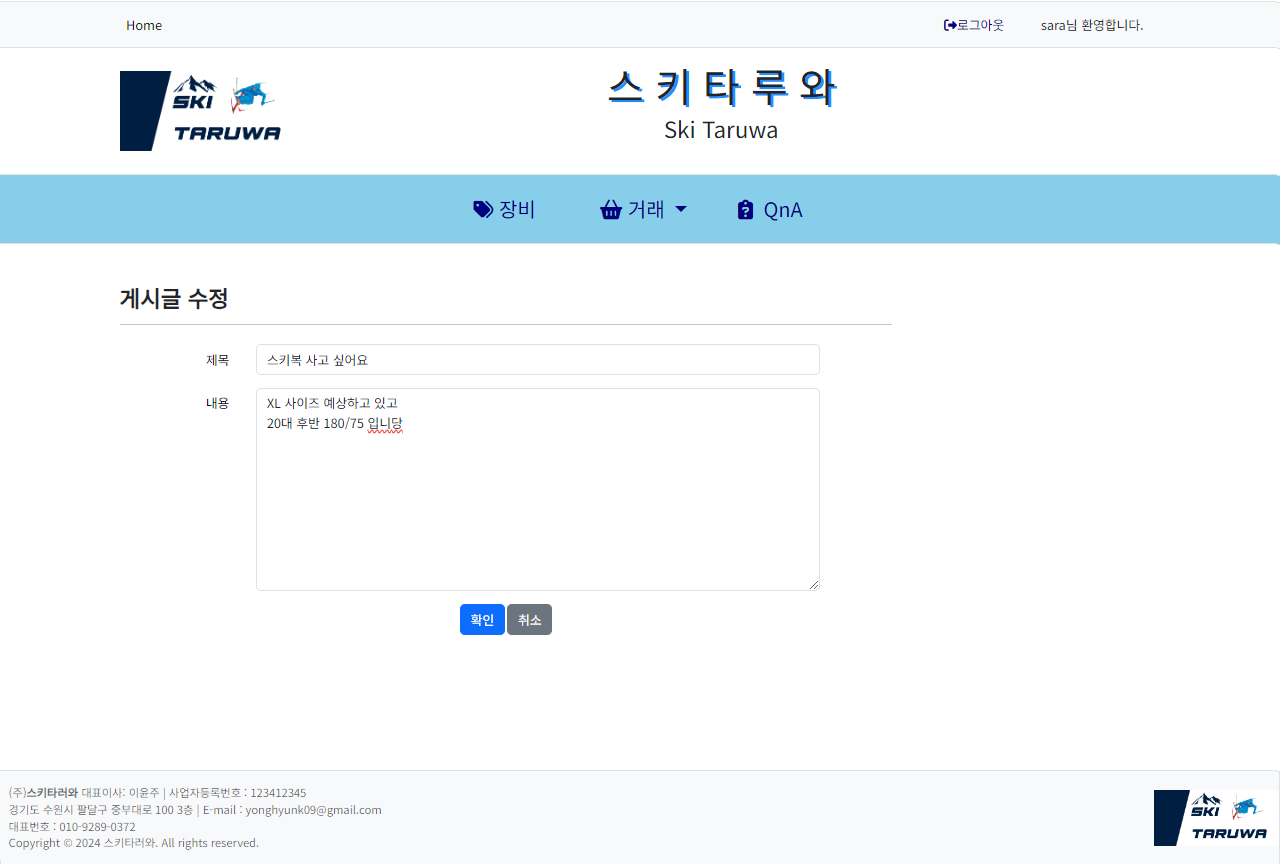 Home
로그아웃
sara님 환영합니다.
SKI
TARUWA
스 키 타 루 와
Ski Taruwa
장비
거래
QnA
게시글 수정
제목
스키복 사고 싶어요
내용
XL 사이즈 예상하고 있고
20대 후반 180/75 입니당
확인
취소
(주)스키타러와 대표이사: 이윤주 | 사업자등록번호 : 123412345
경기도 수원시 팔달구 중부대로 100 3층 | E-mail : yonghyunk09@gmail.com
대표번호 : 010-9289-0372
Copyright © 2024 스키타러와. All rights reserved.
SKI
TARUWA